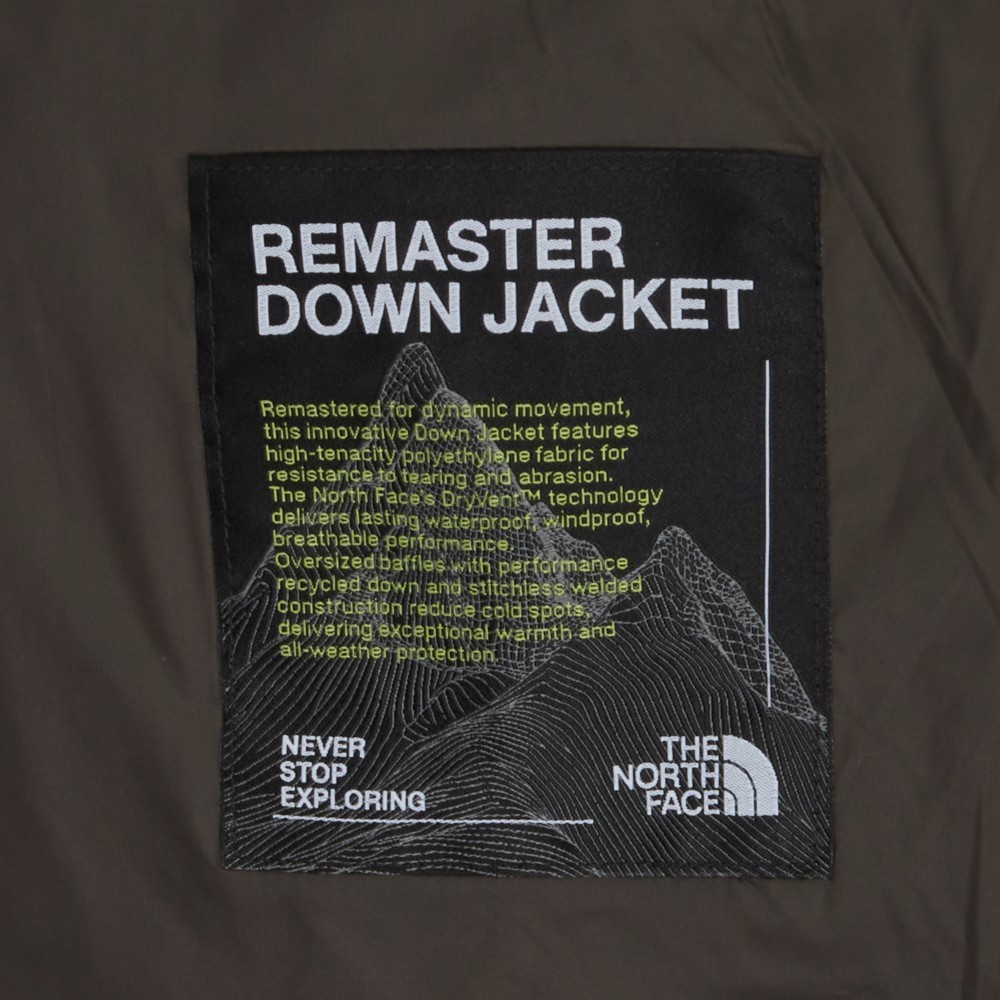 REMASTER
DOWN JACKET
Remastered for dynamic movement,
this innovative Down Jacket features
high-tenacity polyethylene fabric for
resistance to tearing and abrasion.
The North Face's DryVent™ technology
delivers lasting waterproof, windproof,
breathable performance.
Oversized baffles with performance
recycled down and stitchless welded
construction reduce cold spots,
delivering exceptional warmth and
all-weather protection.
NEVER
STOP
EXPLORING
THE
NORTH
FACE